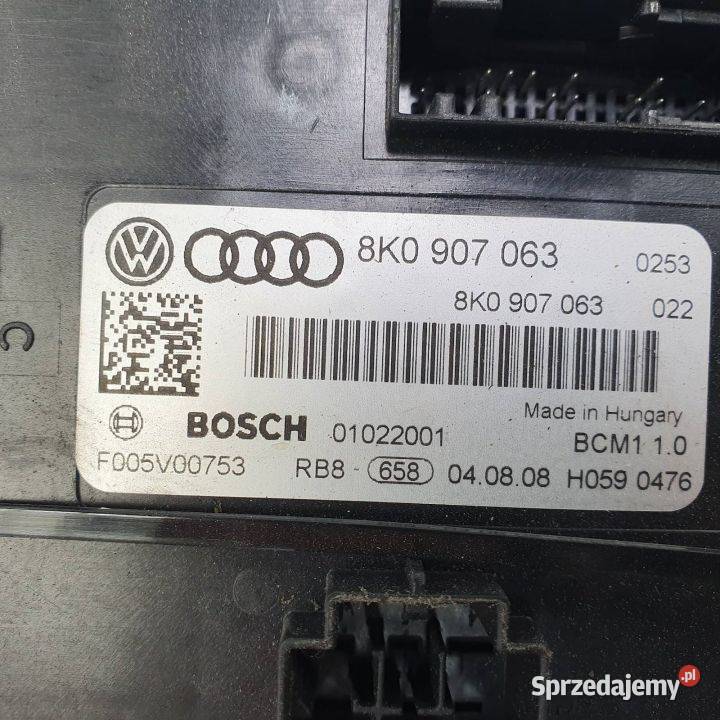 8K0 907 063 0253
8K0 907 063 022
Made in Hungary
BOSCH 01022001 BCM1 1.0
F005V00753 RB8 - 658 04.08.08 H059 0476
C
Sprzedajemy.pl